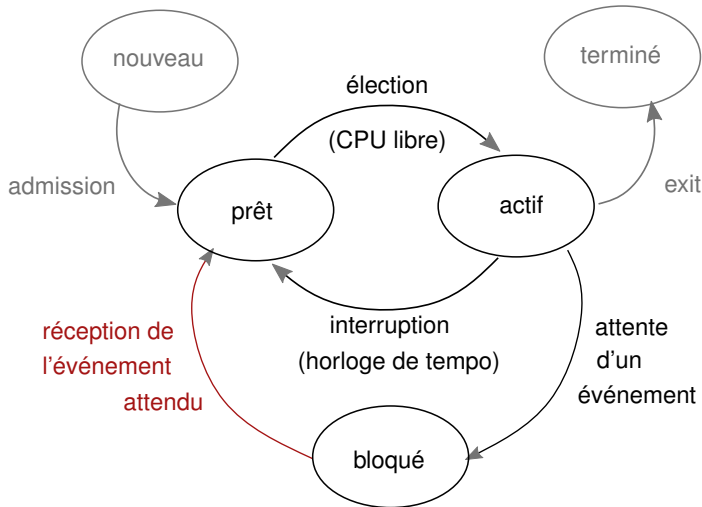 nouveau
terminé
élection
(CPU libre)
admission
exit
prêt
actif
interruption
(horloge de tempo)
réception de
l'événement
attendu
attente
d'un
événement
bloqué